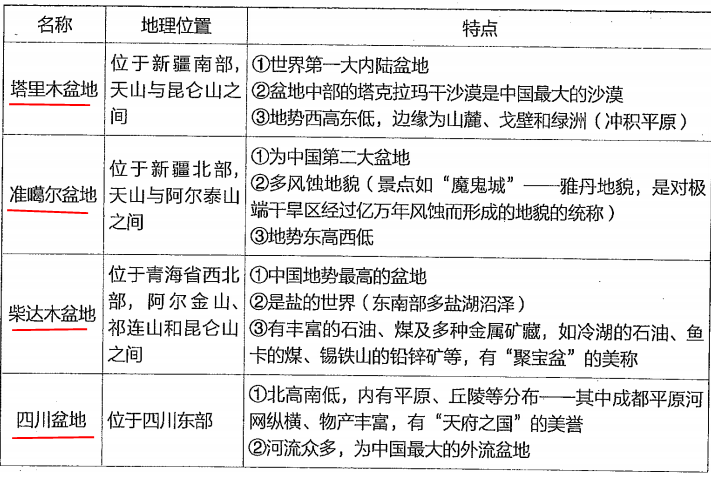 名称 地理位置 特点
塔里木盆地
位于新疆南部，
天山与昆仑山之
间
①世界第一大内陆盆地
②盆地中部的塔克拉玛干沙漠是中国最大的沙漠
③地势西高东低，边缘为山麓、戈壁和绿洲（冲积平原）
准噶尔盆地
位于新疆北部，
天山与阿尔泰山
之间
①为中国第二大盆地
②多风蚀地貌（景点如“魔鬼城”——雅丹地貌，是对极
端干旱区经过亿万年风蚀而形成的地貌的统称）
③地势东高西低
柴达木盆地
位于青海省西北
部，阿尔金山、
祁连山和昆仑山
之间
①中国地势最高的盆地
②是盐的世界（东南部多盐湖沼泽）
③有丰富的石油、煤及多种金属矿藏，如冷湖的石油、鱼
卡的煤、锡铁山的铅锌矿等，有“聚宝盆”的美称
四川盆地
位于四川东部
①北高南低，内有平原、丘陵等分布——其中成都平原河
网纵横、物产丰富，有“天府之国”的美誉
②河流众多，为中国最大的外流盆地